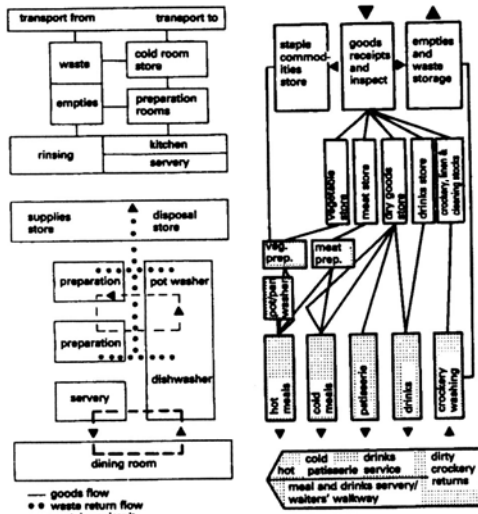 transport from
transport to
waste
cold room
store
empties
preparation
rooms
rinsing
kitchen
servery
supplies
store
disposal
store
preparation
pot washer
preparation
dishwasher
servery
dining room
goods flow
waste return flow
staple
commod-
ities
store
goods
receipts
and
inspect
empties
and
waste
storage
vegetable
store
meat store
dry goods
store
drinks store
crockery, linen &
cleaning stocks
veg.
prep.
meat
prep.
pot/pan
washer
hot
meals
cold
meals
patisserie
drinks
crockery
washing
cold drinks dirty
hot patisserie service crockery
meal and drinks servery/ returns
waiters' walkway